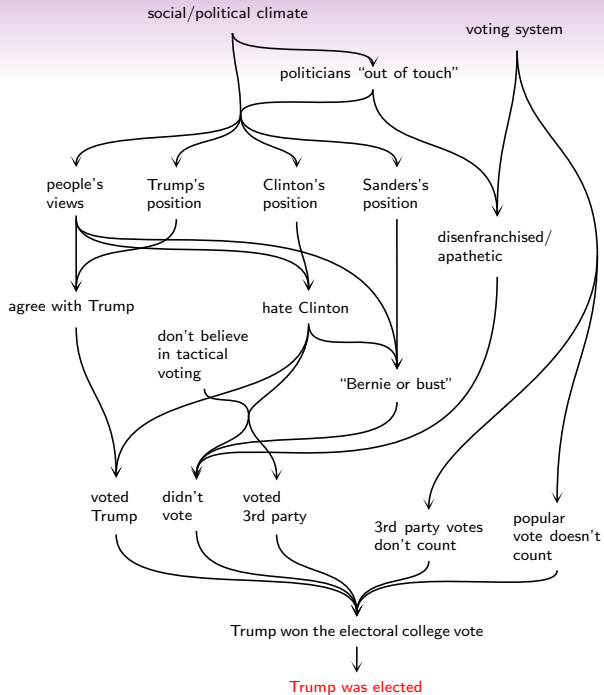 social/political climate
voting system
politicians “out of touch”
people's
views
Trump's
position
Clinton's
position
Sanders's
position
disenfranchised/
apathetic
agree with Trump
hate Clinton
don't believe
in tactical
voting
“Bernie or bust”
voted
Trump
didn't
vote
voted
3rd party
3rd party votes
don't count
popular
vote doesn't
count
Trump won the electoral college vote
Trump was elected